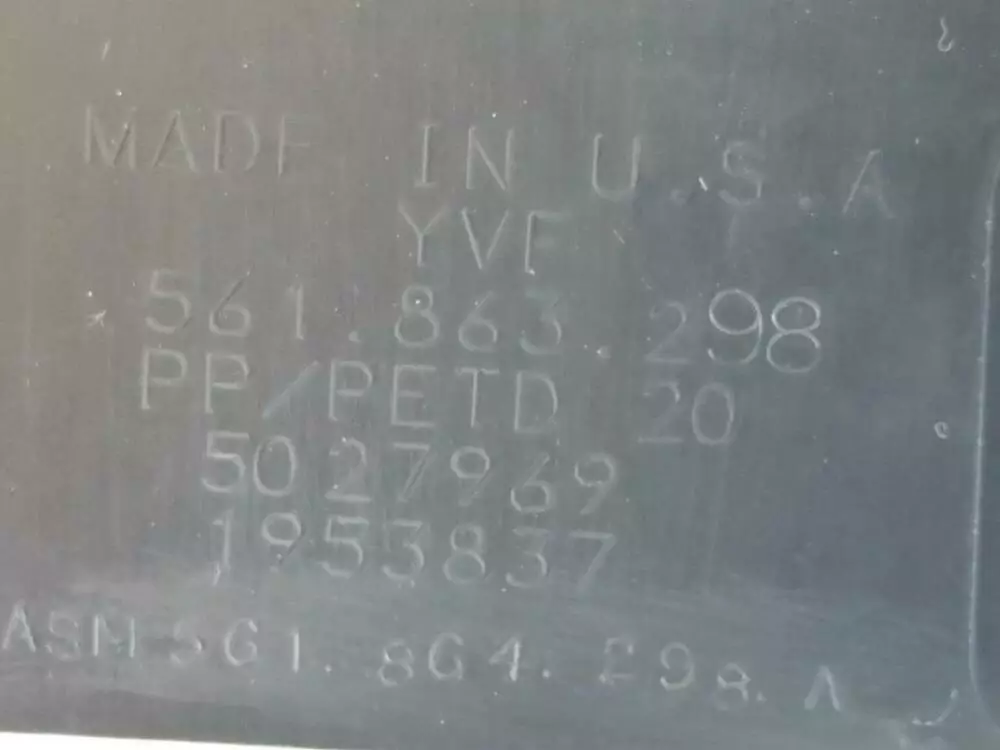 MADE IN U.S.A
YVF
561.863.298
PP/PETD 20
5027969
1953837
ASM 561.864.298.A